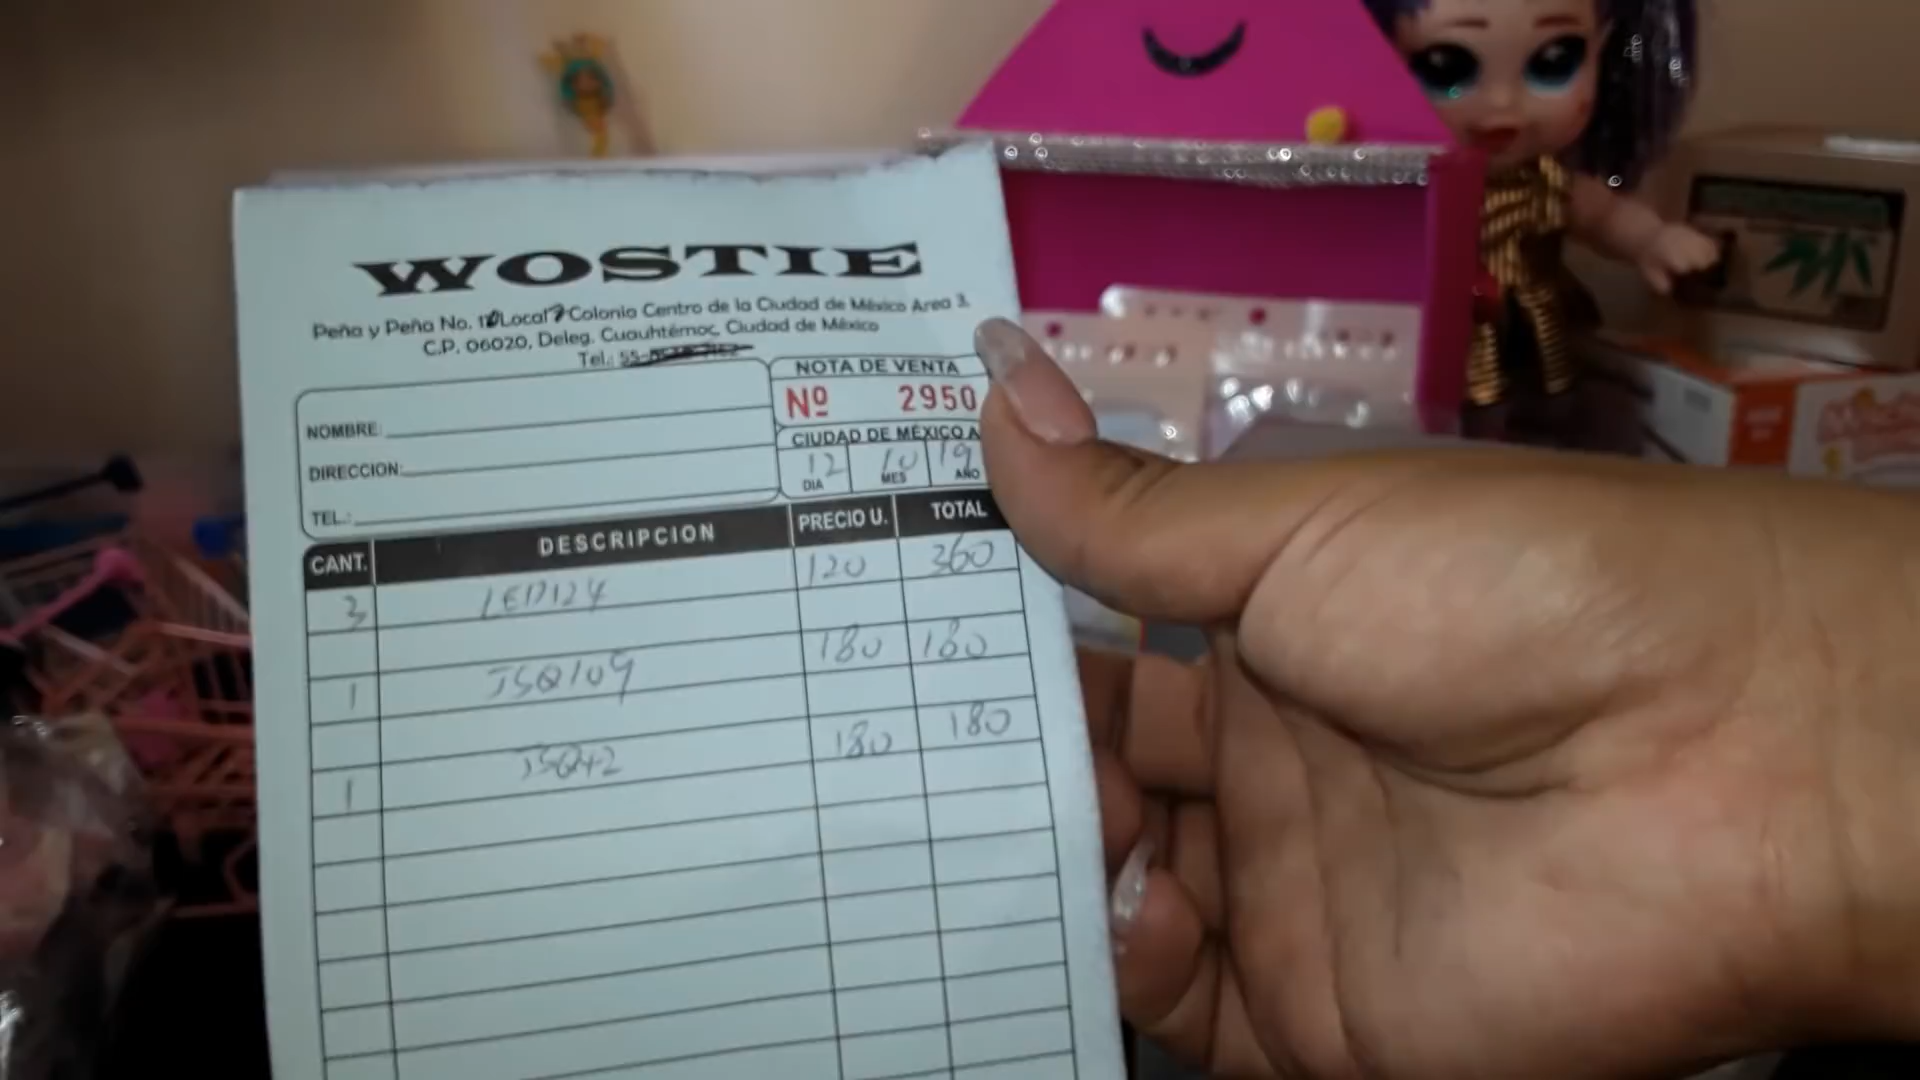 WOSTIE
Peña y Peña No. 10 Local 7 Colonia Centro de la Ciudad de México Area 3,
C.P. 06020, Deleg. Cuauhtémoc, Ciudad de México
Tel.: 55-
NOTA DE VENTA
Nº 2950
CIUDAD DE MÉXICO A
12 10 19
DIA MES AÑO
NOMBRE:
DIRECCION:
TEL.:
CANT. DESCRIPCION PRECIO U. TOTAL
3 LED124 120 360
1 JSQ109 180 180
1 JSQ42 180 180